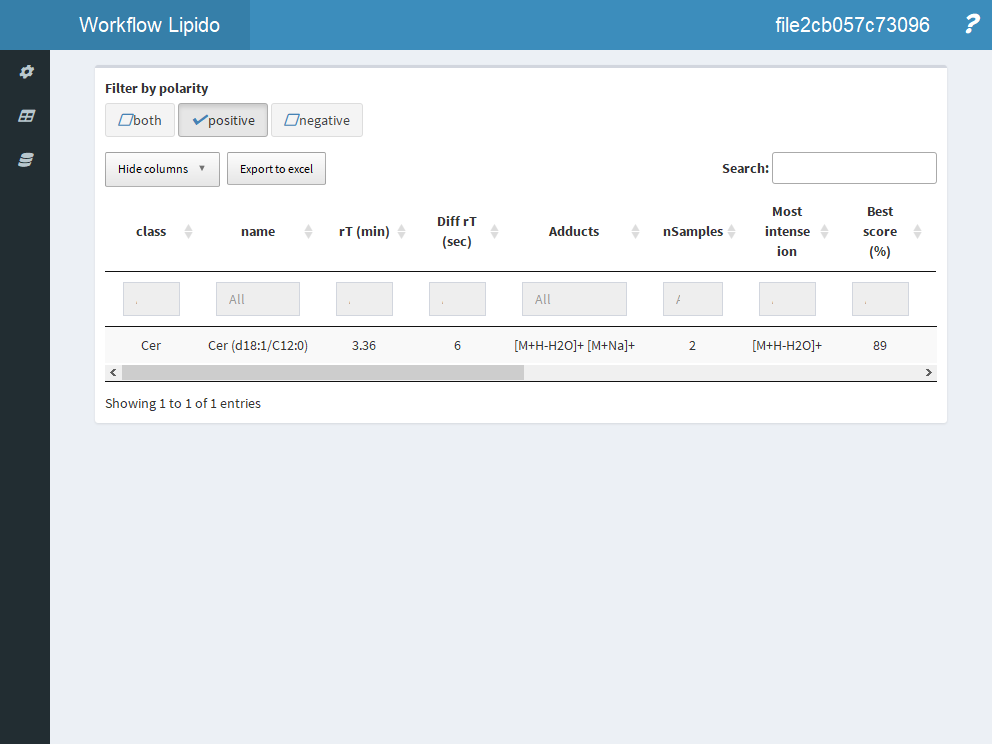 Workflow Lipido file2cb057c73096 ?
Filter by polarity
both positive negative
Hide columns Export to excel Search:
class name rT (min) Diff rT (sec) Adducts nSamples Most intense ion Best score (%)
. All . . All . .
Cer Cer (d18:1/C12:0) 3.36 6 [M+H-H2O]+ [M+Na]+ 2 [M+H-H2O]+ 89
Showing 1 to 1 of 1 entries